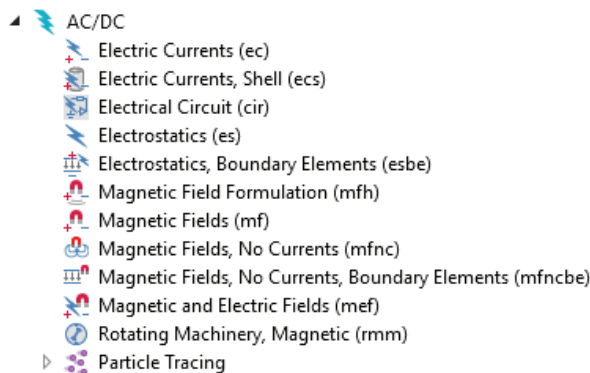 AC/DC
Electric Currents (ec)
Electric Currents, Shell (ecs)
Electrical Circuit (cir)
Electrostatics (es)
Electrostatics, Boundary Elements (esbe)
Magnetic Field Formulation (mfh)
Magnetic Fields (mf)
Magnetic Fields, No Currents (mfnc)
Magnetic Fields, No Currents, Boundary Elements (mfncbe)
Magnetic and Electric Fields (mef)
Rotating Machinery, Magnetic (rmm)
Particle Tracing